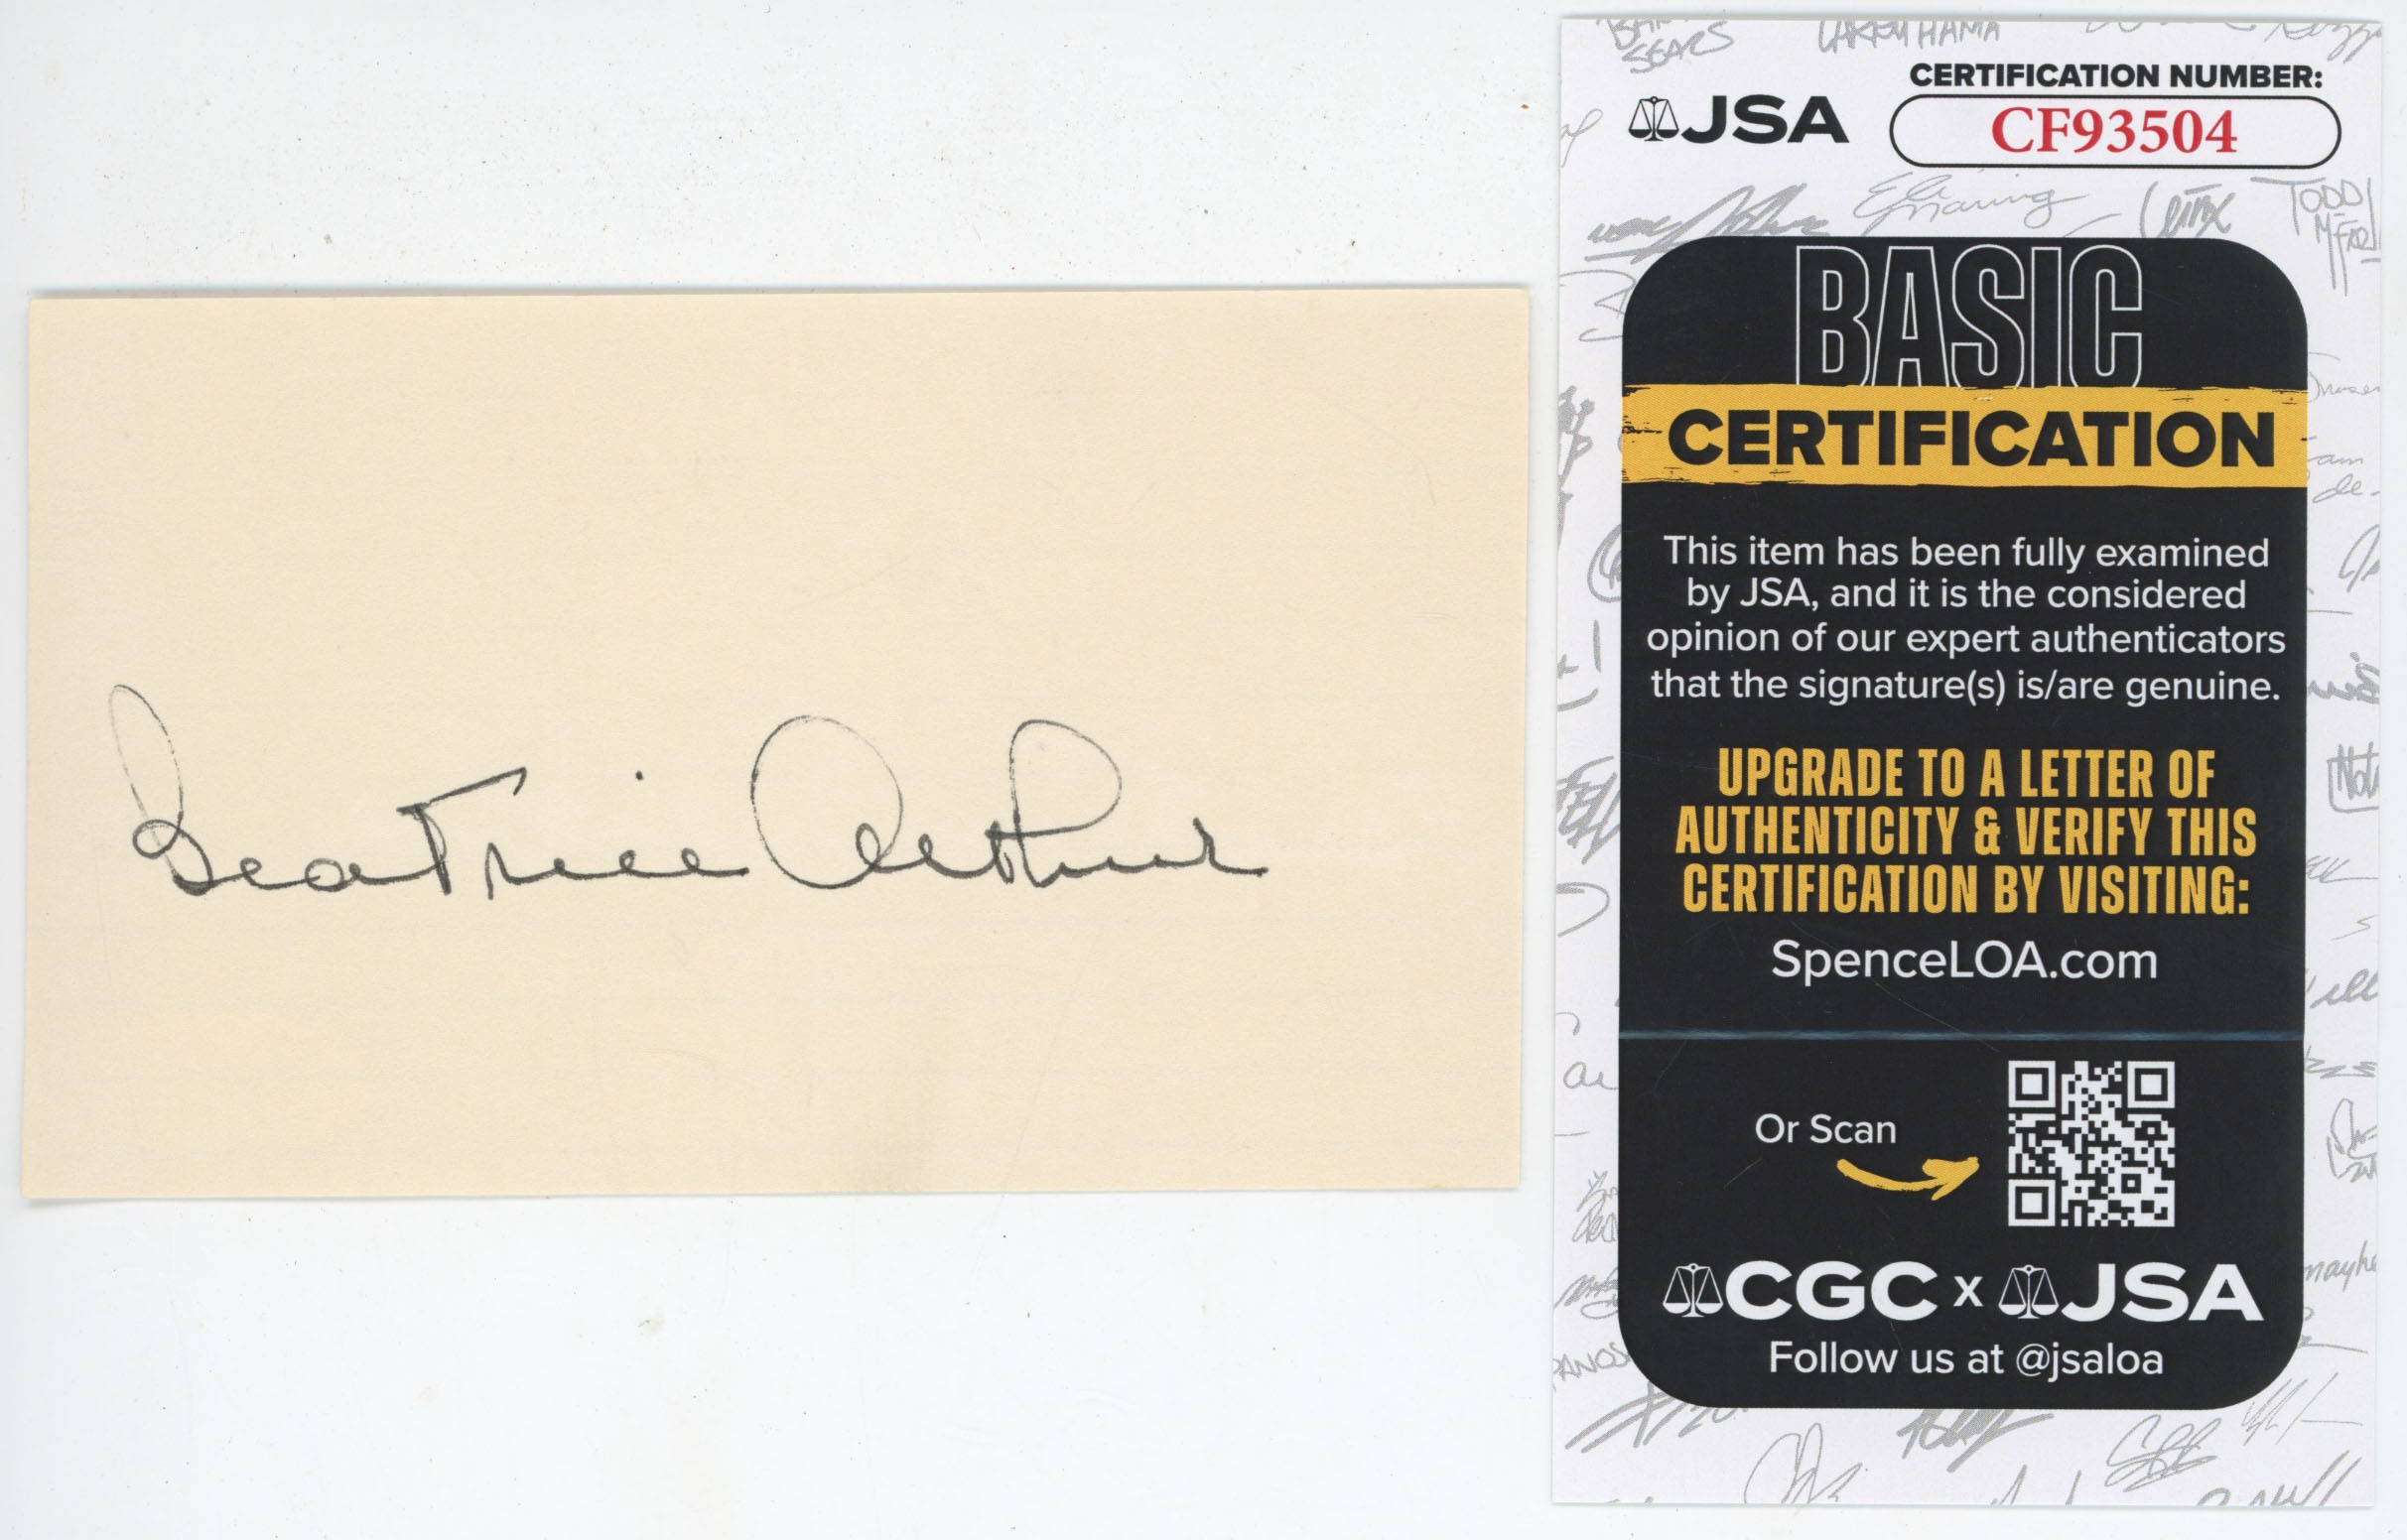 Beatrice Arthur
JSA
CERTIFICATION NUMBER:
CF93504
BASIC
CERTIFICATION
This item has been fully examined
by JSA, and it is the considered
opinion of our expert authenticators
that the signature(s) is/are genuine.
UPGRADE TO A LETTER OF
AUTHENTICITY & VERIFY THIS
CERTIFICATION BY VISITING:
SpenceLOA.com
Or Scan
CGC x JSA
Follow us at @jsaloa